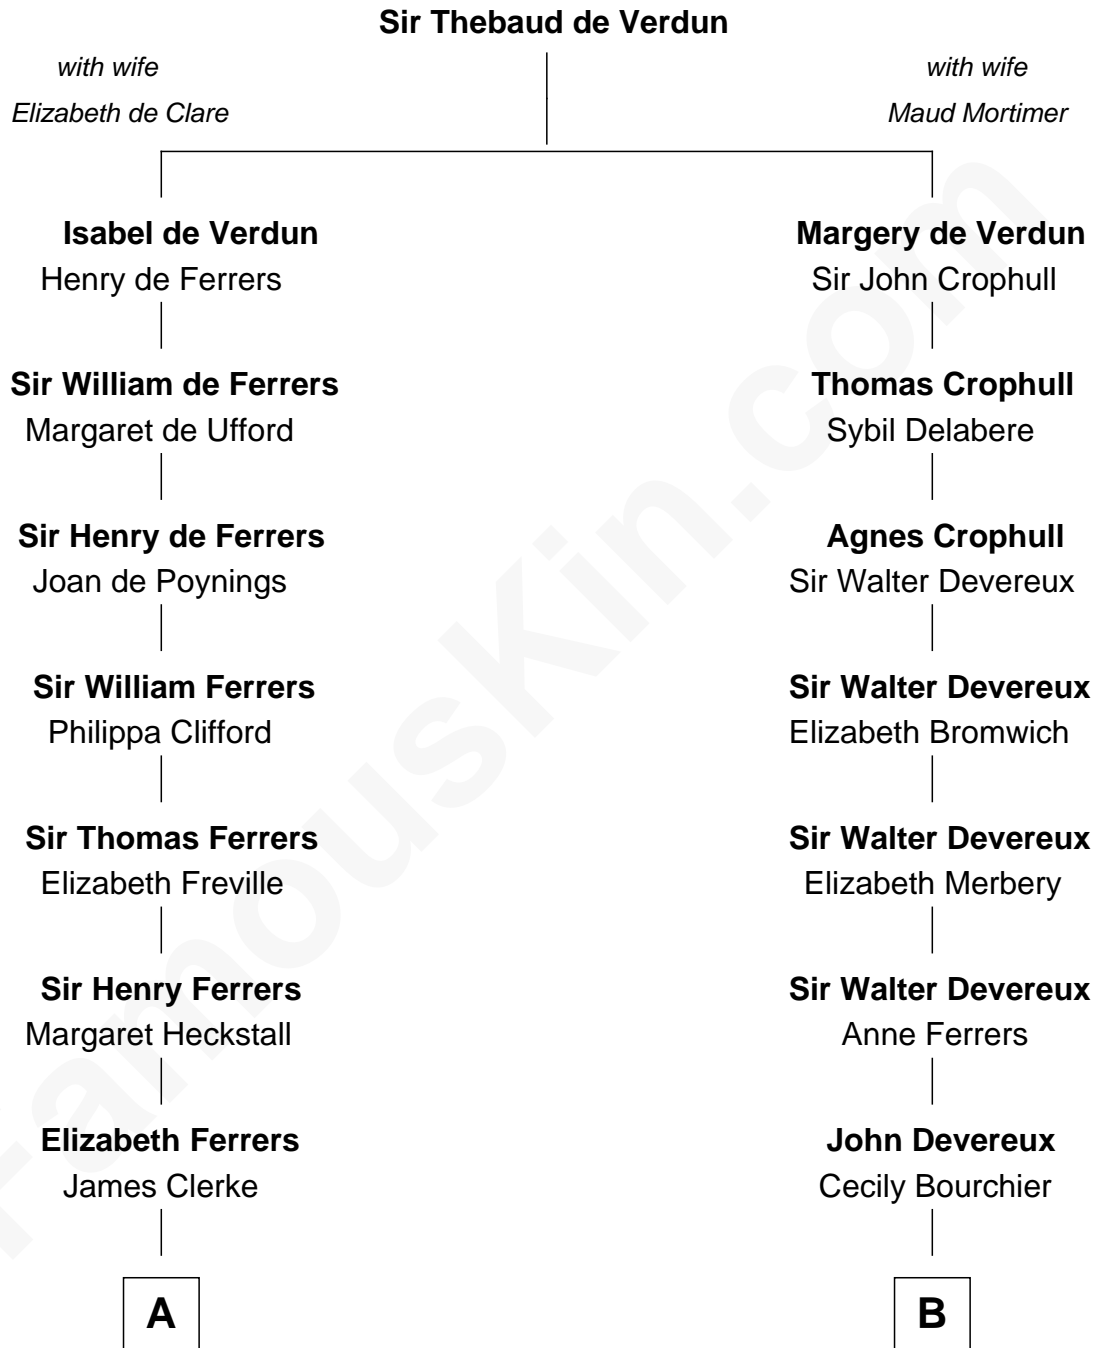 Sir Thebaud de Verdun
with wife
Elizabeth de Clare
with wife
Maud Mortimer
Isabel de Verdun
Henry de Ferrers
Margery de Verdun
Sir John Crophull
Sir William de Ferrers
Margaret de Ufford
Thomas Crophull
Sybil Delabere
Sir Henry de Ferrers
Joan de Poynings
Agnes Crophull
Sir Walter Devereux
Sir William Ferrers
Philippa Clifford
Sir Walter Devereux
Elizabeth Bromwich
Sir Thomas Ferrers
Elizabeth Freville
Sir Walter Devereux
Elizabeth Merbery
Sir Henry Ferrers
Margaret Heckstall
Sir Walter Devereux
Anne Ferrers
Elizabeth Ferrers
James Clerke
John Devereux
Cecily Bourchier
A
B
FamousKin.com